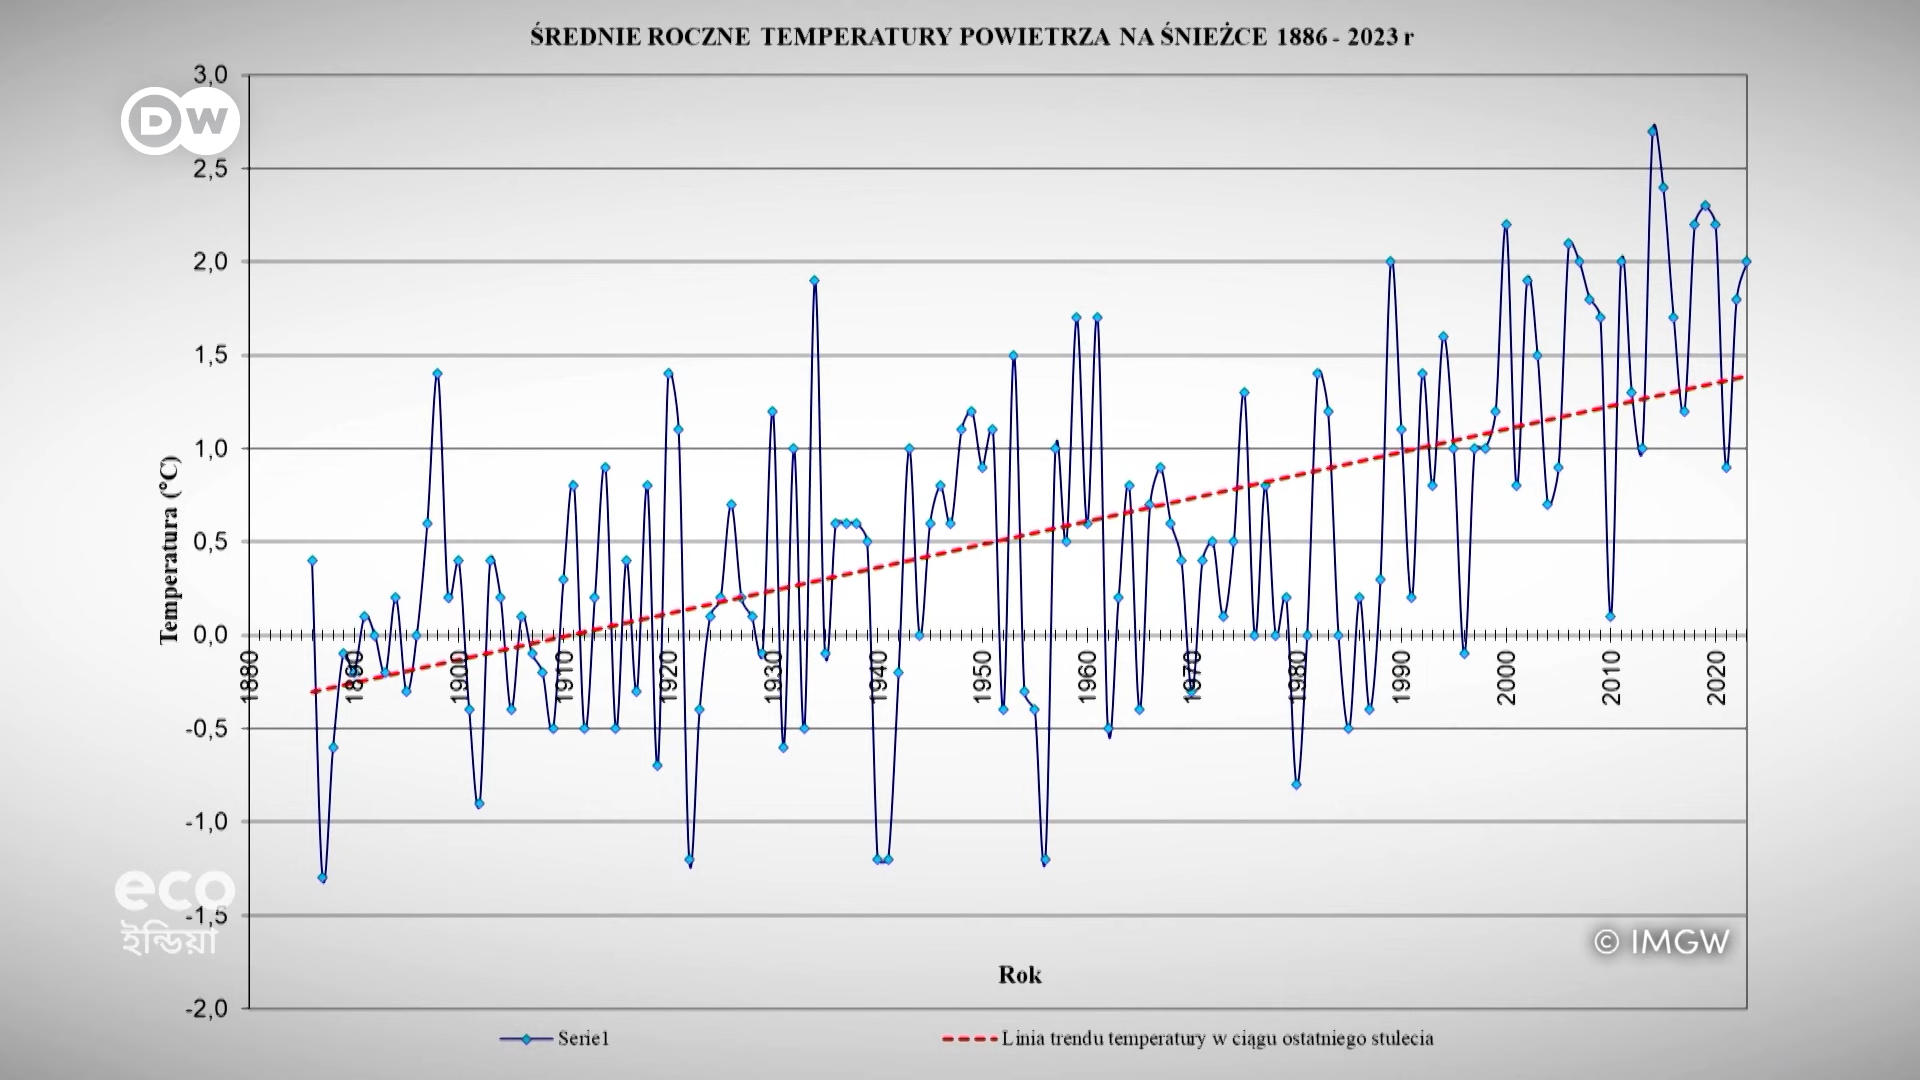 ŚREDNIE ROCZNE TEMPERATURY POWIETRZA NA ŚNIEŻCE 1886 - 2023 r
3,0
DW
2,5
2,0
1,5
1,0
Temperatura (°C)
0,5
0,0
1880 1890 1900 1910 1920 1930 1940 1950 1960 1970 1980 1990 2000 2010 2020
-0,5
-1,0
eco
-1,5
ইন্ডিয়া
© IMGW
Rok
-2,0
Serie1
Linia trendu temperatury w ciągu ostatniego stulecia